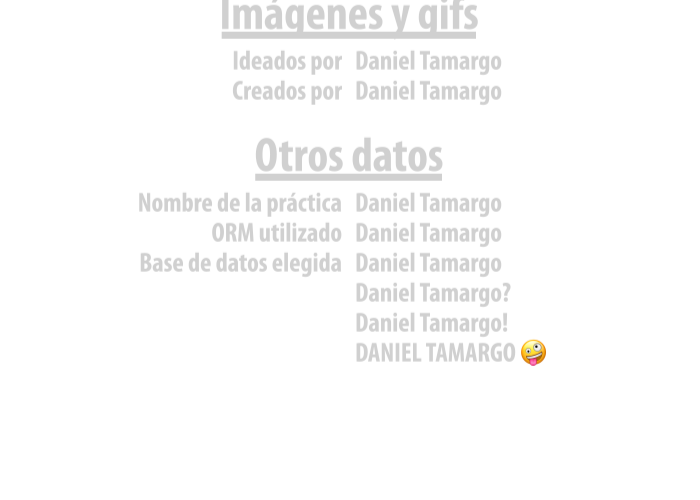 Imágenes y gifs
Ideados por Daniel Tamargo
Creados por Daniel Tamargo
Otros datos
Nombre de la práctica Daniel Tamargo
ORM utilizado Daniel Tamargo
Base de datos elegida Daniel Tamargo
Daniel Tamargo?
Daniel Tamargo!
DANIEL TAMARGO 🤪